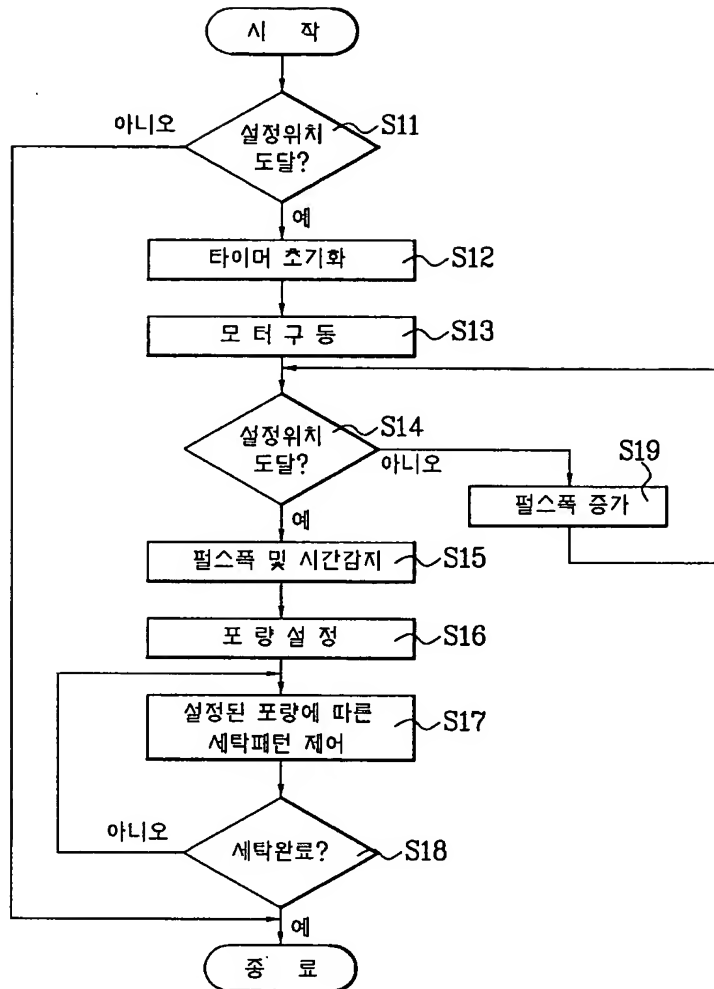 시 작
아니오
설정위치
도달?
S11
예
타이머 초기화
S12
모 터 구 동
S13
설정위치
도달?
S14
아니오
S19
펄스폭 증가
예
펄스폭 및 시간감지
S15
포 량 설 정
S16
설정된 포량에 따른
세탁패턴 제어
S17
아니오
세탁완료?
S18
예
종 료